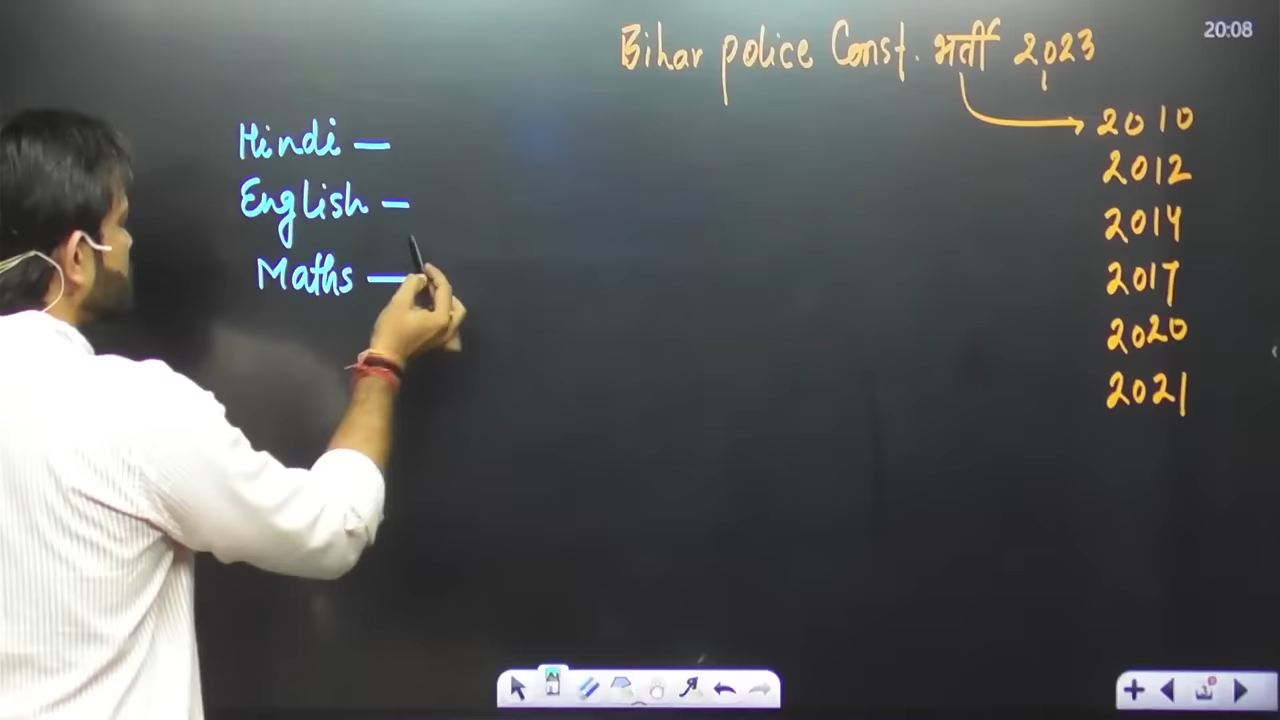 20:08
Bihar police Const. भर्ती 2023
2010
2012
2014
2017
2020
2021
Hindi —
English —
Maths —